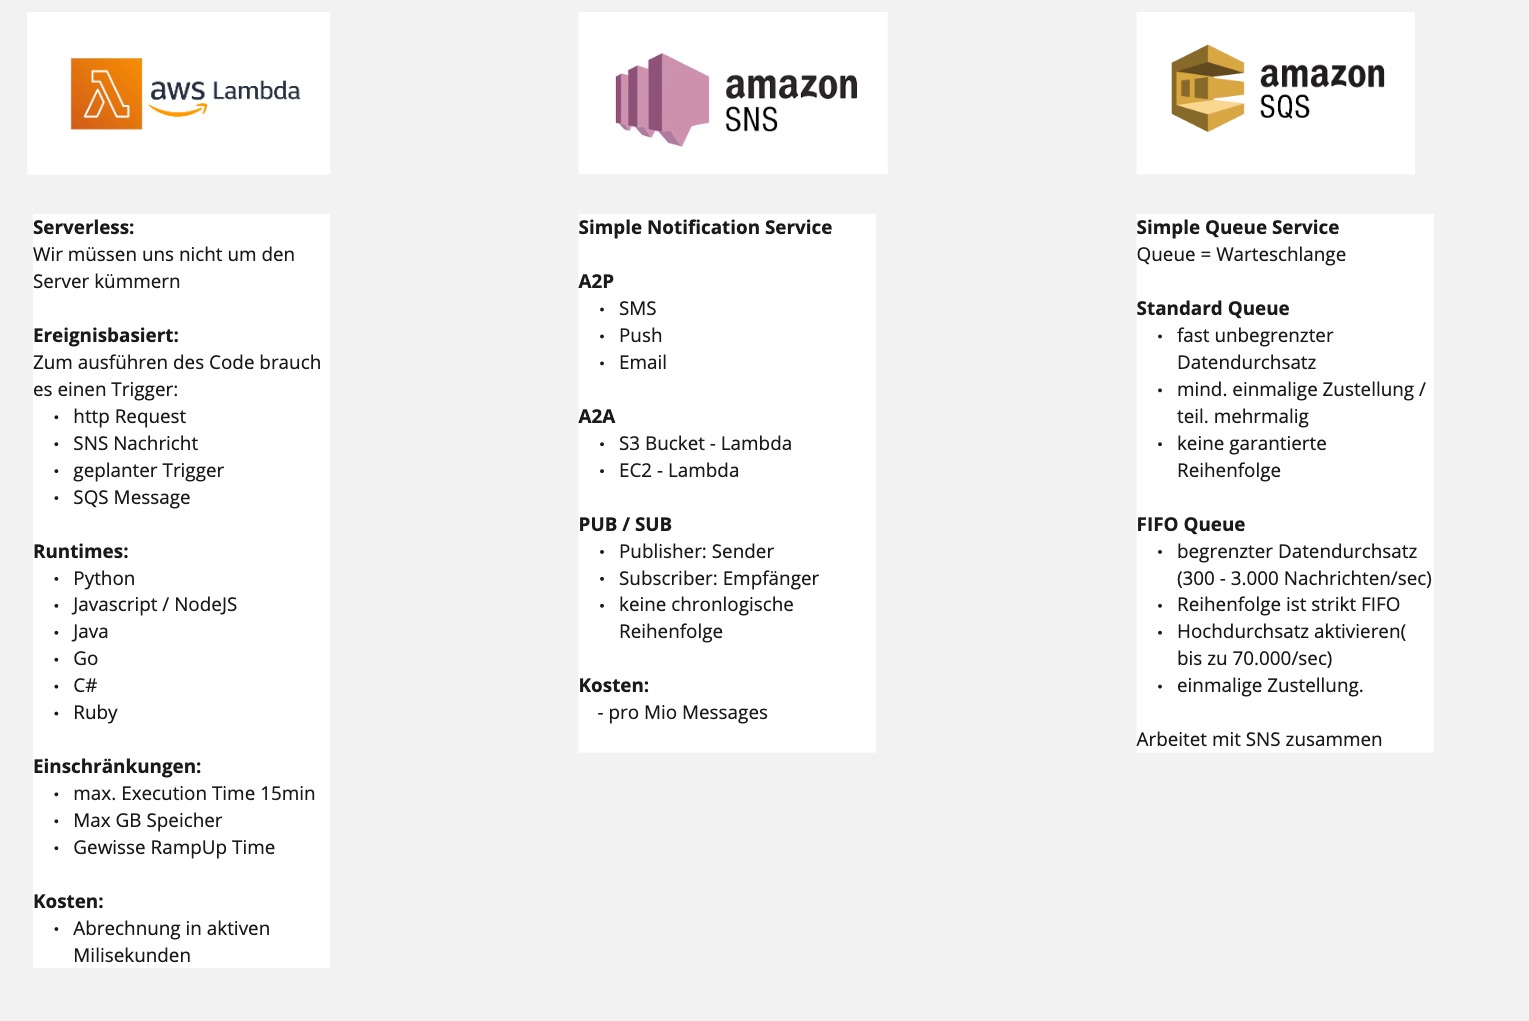 aws Lambda
Serverless:
Wir müssen uns nicht um den
Server kümmern
Ereignisbasiert:
Zum ausführen des Code brauch
es einen Trigger:
• http Request
• SNS Nachricht
• geplanter Trigger
• SQS Message
Runtimes:
• Python
• Javascript / NodeJS
• Java
• Go
• C#
• Ruby
Einschränkungen:
• max. Execution Time 15min
• Max GB Speicher
• Gewisse RampUp Time
Kosten:
• Abrechnung in aktiven
Milisekunden
amazon
SNS
Simple Notification Service
A2P
• SMS
• Push
• Email
A2A
• S3 Bucket - Lambda
• EC2 - Lambda
PUB / SUB
• Publisher: Sender
• Subscriber: Empfänger
• keine chronlogische
Reihenfolge
Kosten:
- pro Mio Messages
amazon
SQS
Simple Queue Service
Queue = Warteschlange
Standard Queue
• fast unbegrenzter
Datendurchsatz
• mind. einmalige Zustellung /
teil. mehrmalig
• keine garantierte
Reihenfolge
FIFO Queue
• begrenzter Datendurchsatz
(300 - 3.000 Nachrichten/sec)
• Reihenfolge ist strikt FIFO
• Hochdurchsatz aktivieren(
bis zu 70.000/sec)
• einmalige Zustellung.
Arbeitet mit SNS zusammen